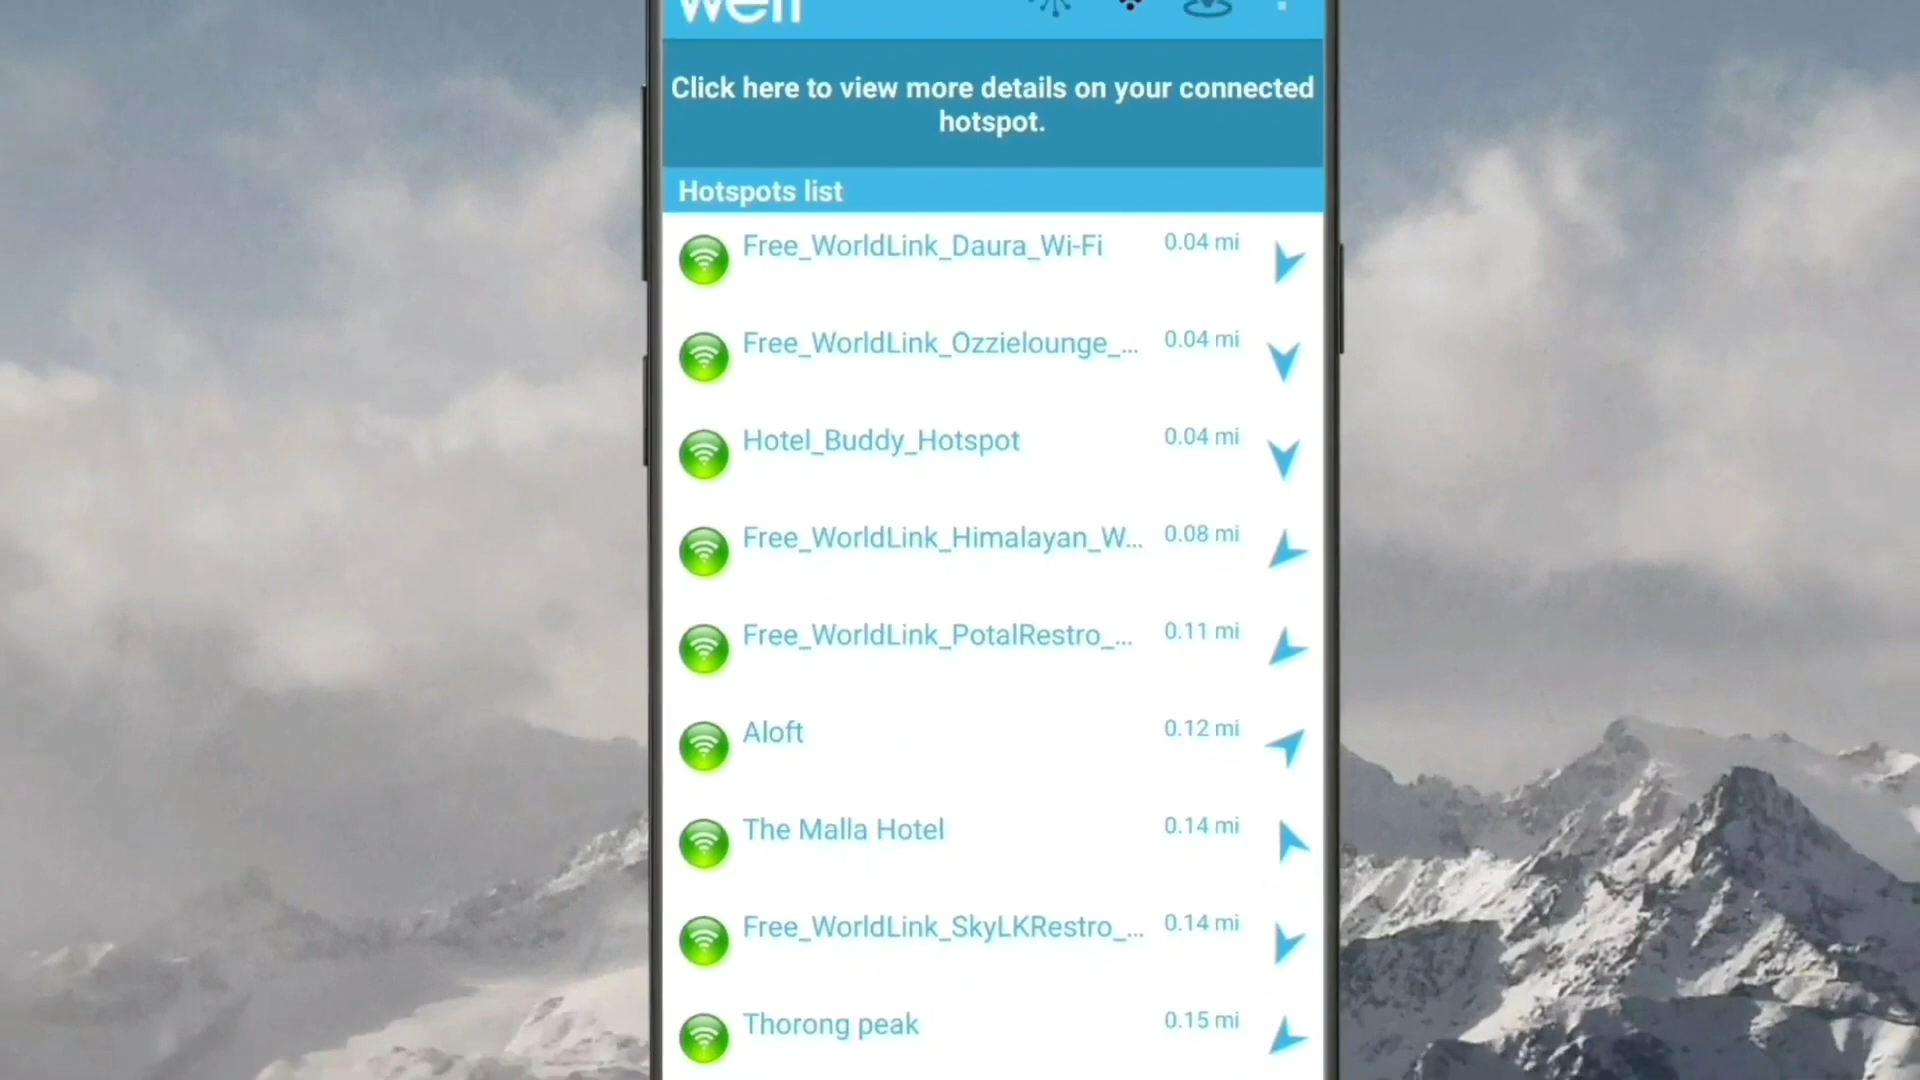 Click here to view more details on your connected
hotspot.
Hotspots list
Free_WorldLink_Daura_Wi-Fi 0.04 mi
Free_WorldLink_Ozzielounge_... 0.04 mi
Hotel_Buddy_Hotspot 0.04 mi
Free_WorldLink_Himalayan_W... 0.08 mi
Free_WorldLink_PotalRestro_... 0.11 mi
Aloft 0.12 mi
The Malla Hotel 0.14 mi
Free_WorldLink_SkyLKRestro_... 0.14 mi
Thorong peak 0.15 mi